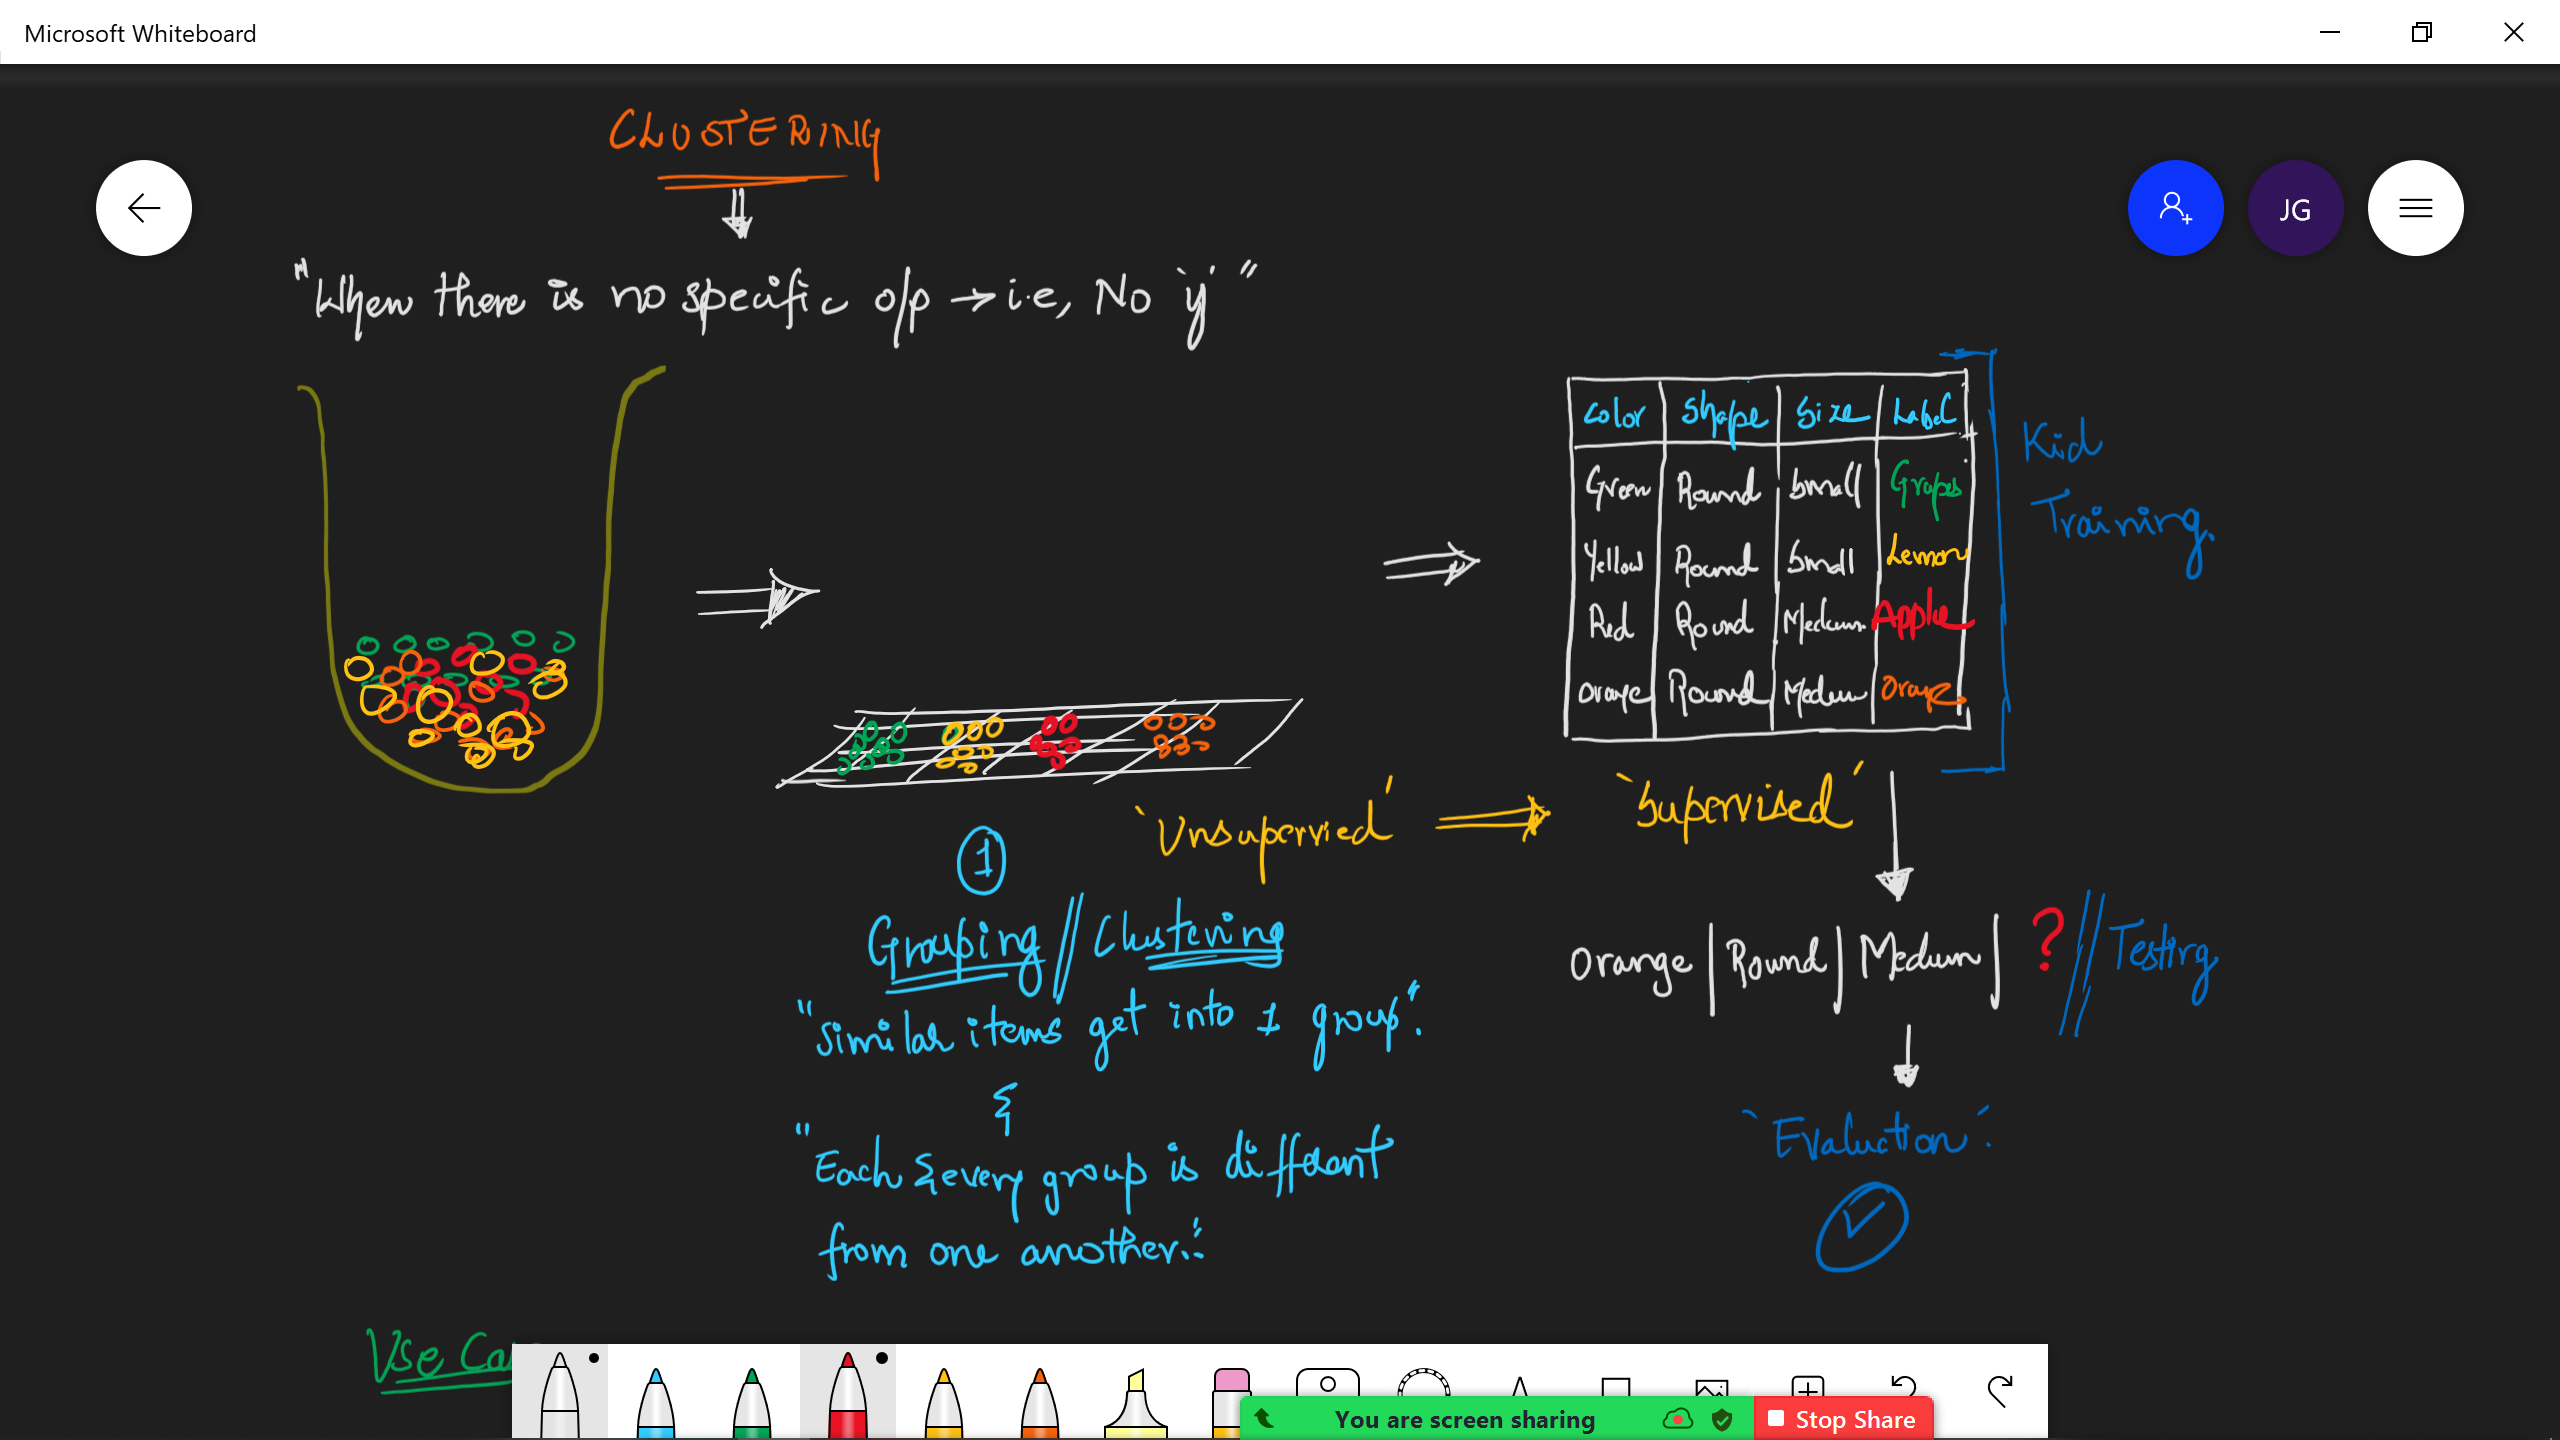 Microsoft Whiteboard
CLUSTERING
JG
"When there is no specific o/p → i.e, No 'y'"
Color Shape Size Label
Green Round Small Grapes
Yellow Round Small Lemon
Red Round Medium Apple
Orange Round Medium Orange
Kid
Training.
'Unsupervied' ⇒ 'Supervised'
1
Grouping // Clustering
"Similar items get into 1 group".
&
"Each & every group is different
from one another."
Orange | Round | Medium | ? // Testing
'Evaluation'.
Use
You are screen sharing
Stop Share